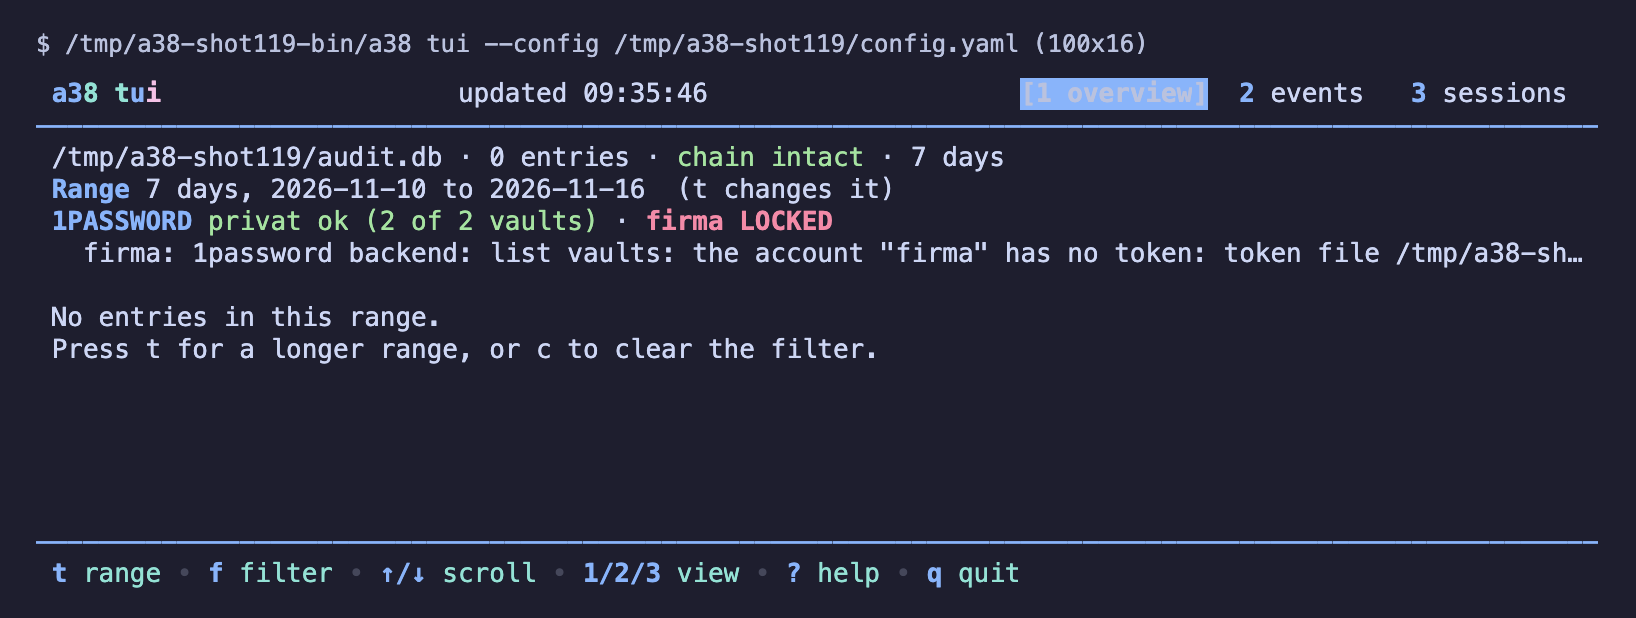 $ /tmp/a38-shot119-bin/a38 tui --config /tmp/a38-shot119/config.yaml (100x16)
a38 tui updated 09:35:46 [1 overview] 2 events 3 sessions
/tmp/a38-shot119/audit.db · 0 entries · chain intact · 7 days
Range 7 days, 2026-11-10 to 2026-11-16 (t changes it)
1PASSWORD privat ok (2 of 2 vaults) · firma LOCKED
firma: 1password backend: list vaults: the account "firma" has no token: token file /tmp/a38-sh…
No entries in this range.
Press t for a longer range, or c to clear the filter.
t range • f filter • ↑/↓ scroll • 1/2/3 view • ? help • q quit